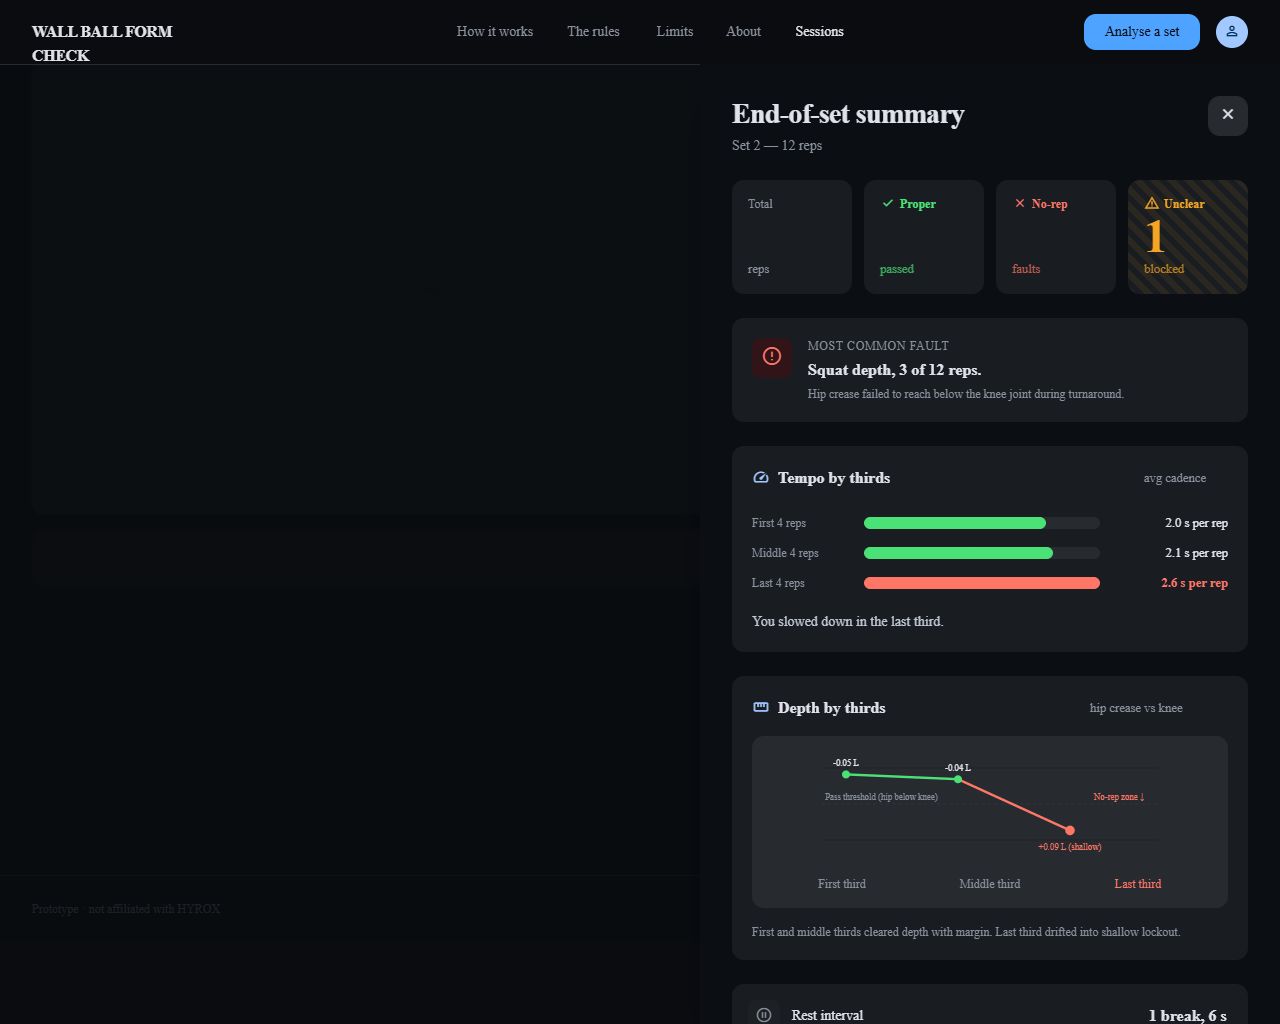 WALL BALL FORM
CHECK
How it works
The rules
Limits
About
Sessions
Analyse a set
End-of-set summary
Set 2 — 12 reps
Total
reps
Proper
passed
No-rep
faults
Unclear
1
blocked
MOST COMMON FAULT
Squat depth, 3 of 12 reps.
Hip crease failed to reach below the knee joint during turnaround.
Tempo by thirds
avg cadence
First 4 reps
2.0 s per rep
Middle 4 reps
2.1 s per rep
Last 4 reps
2.6 s per rep
You slowed down in the last third.
Depth by thirds
hip crease vs knee
-0.05 L
-0.04 L
Pass threshold (hip below knee)
No-rep zone ↓
+0.09 L (shallow)
First third
Middle third
Last third
First and middle thirds cleared depth with margin. Last third drifted into shallow lockout.
Prototype · not affiliated with HYROX
Rest interval
1 break, 6 s